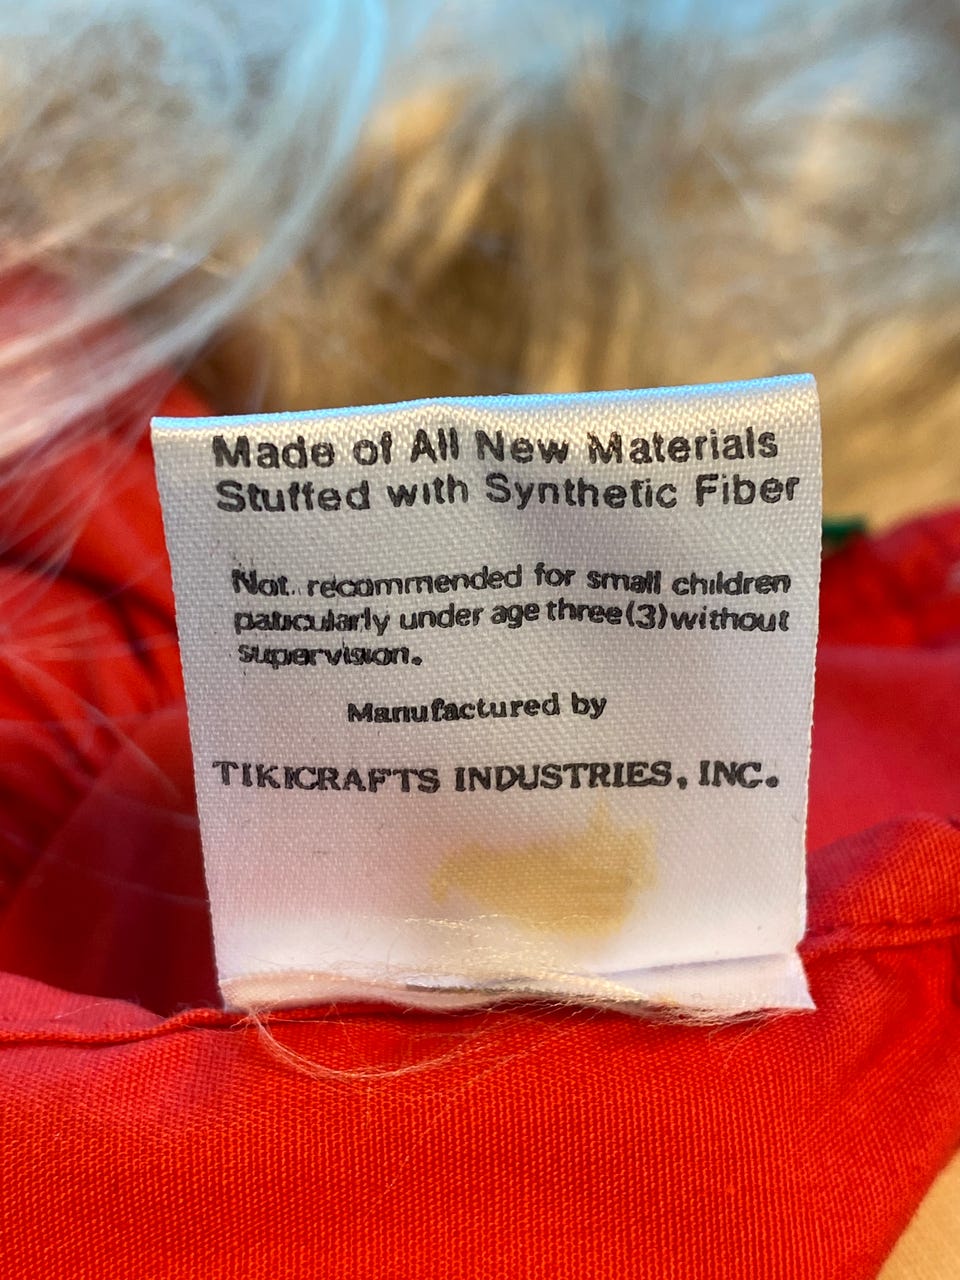 Made of All New Materials
Stuffed with Synthetic Fiber
Not. recommended for small children
paticularly under age three (3) without
supervision.
Manufactured by
TIKICRAFTS INDUSTRIES, INC.